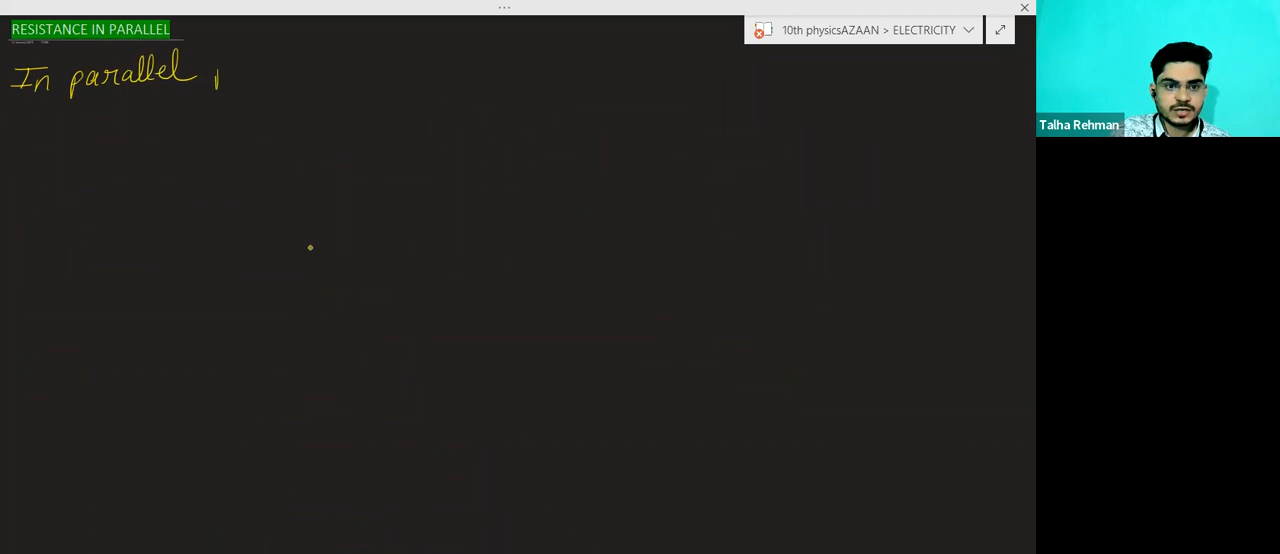 RESISTANCE IN PARALLEL
10th physicsAZAAN > ELECTRICITY
In parallel
Talha Rehman